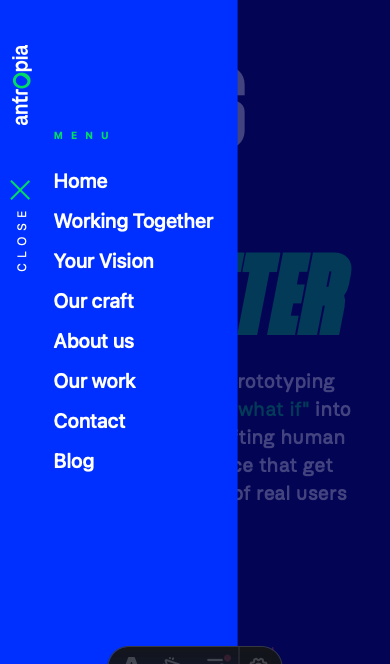 antropia
CLOSE
MENU
Home
Working Together
Your Vision
Our craft
About us
Our work
Contact
Blog
S
TTER
rototyping
what if" into
ting human
ce that get
of real users